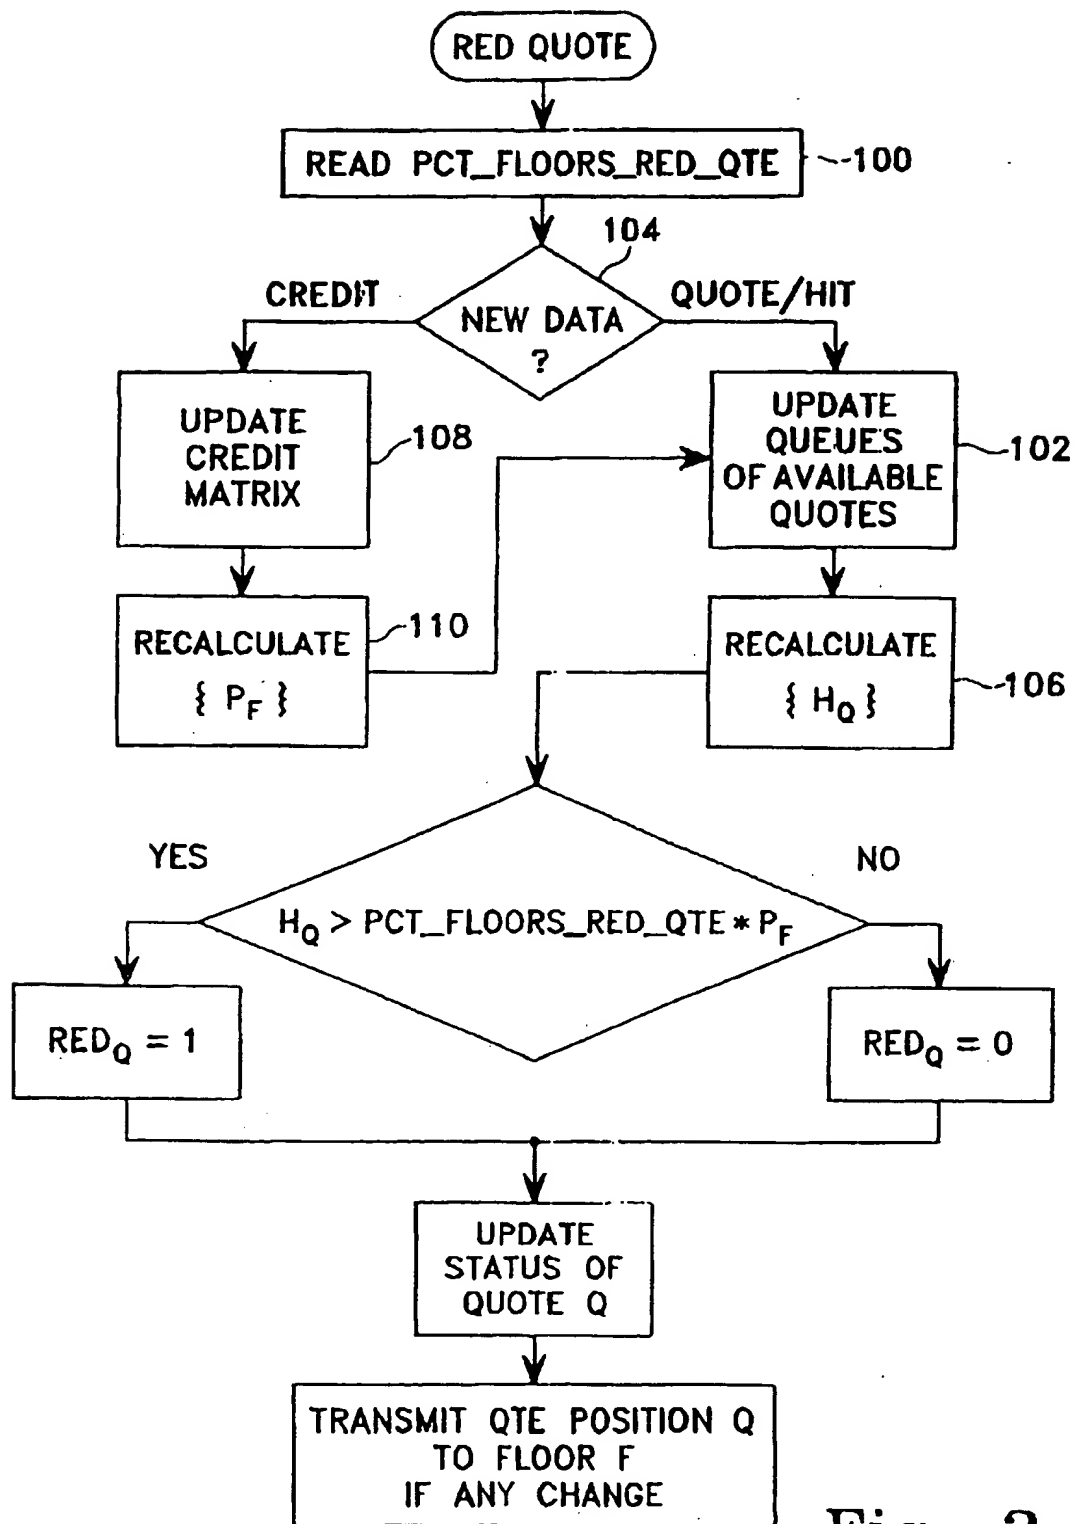 RED QUOTE
READ PCT_FLOORS_RED_QTE
100
104
CREDIT
QUOTE/HIT
NEW DATA
?
UPDATE
CREDIT
MATRIX
108
UPDATE
QUEUES
OF AVAILABLE
QUOTES
102
RECALCULATE
{ P_F }
110
RECALCULATE
{ H_Q }
106
YES
NO
H_Q > PCT_FLOORS_RED_QTE * P_F
RED_Q = 1
RED_Q = 0
UPDATE
STATUS OF
QUOTE Q
TRANSMIT QTE POSITION Q
TO FLOOR F
IF ANY CHANGE